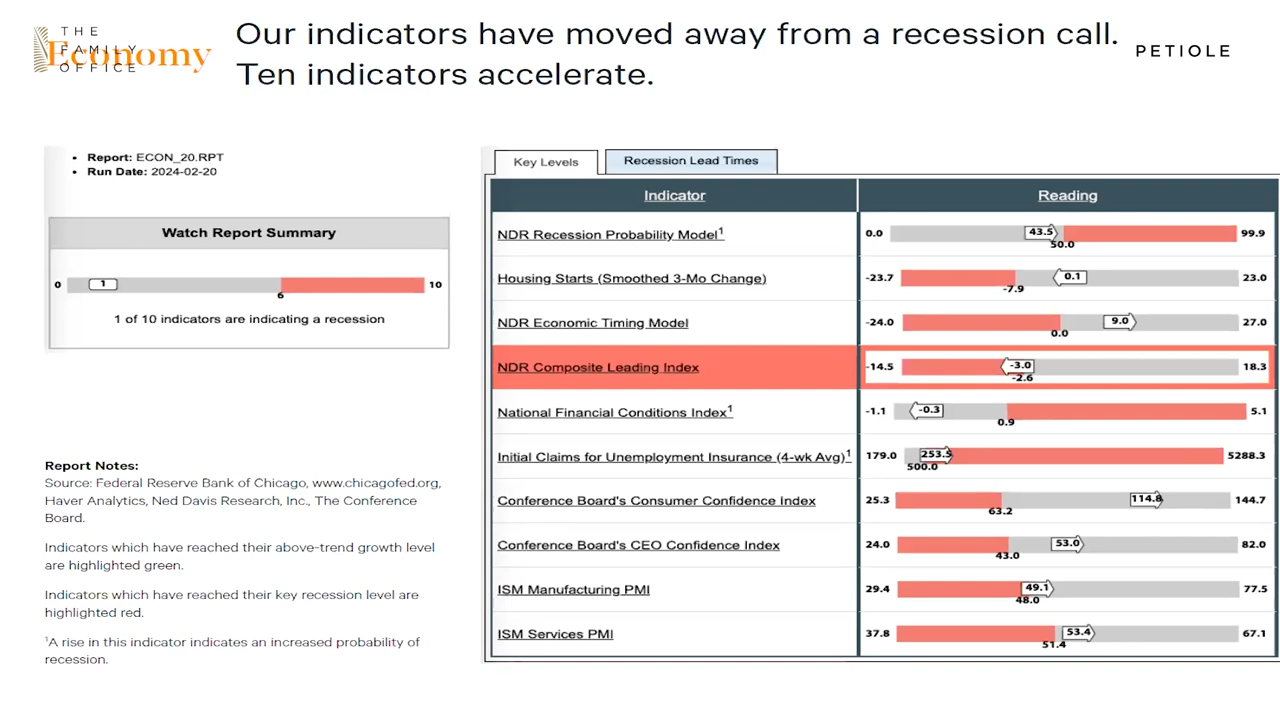 THE
FAMILY
OFFICE
Economy
Our indicators have moved away from a recession call.
Ten indicators accelerate.
PETIOLE
• Report: ECON_20.RPT
• Run Date: 2024-02-20
Watch Report Summary
0 1 10
6
1 of 10 indicators are indicating a recession
Report Notes:
Source: Federal Reserve Bank of Chicago, www.chicagofed.org,
Haver Analytics, Ned Davis Research, Inc., The Conference
Board.
Indicators which have reached their above-trend growth level
are highlighted green.
Indicators which have reached their key recession level are
highlighted red.
¹A rise in this indicator indicates an increased probability of
recession.
Key Levels Recession Lead Times
Indicator Reading
NDR Recession Probability Model¹ 0.0 43.5 99.9
50.0
Housing Starts (Smoothed 3-Mo Change) -23.7 0.1 23.0
-7.9
NDR Economic Timing Model -24.0 9.0 27.0
0.0
NDR Composite Leading Index -14.5 -3.0 18.3
-2.6
National Financial Conditions Index¹ -1.1 -0.3 5.1
0.9
Initial Claims for Unemployment Insurance (4-wk Avg)¹ 179.0 253.5 5288.3
500.0
Conference Board's Consumer Confidence Index 25.3 114.8 144.7
63.2
Conference Board's CEO Confidence Index 24.0 53.0 82.0
43.0
ISM Manufacturing PMI 29.4 49.1 77.5
48.0
ISM Services PMI 37.8 53.4 67.1
51.4